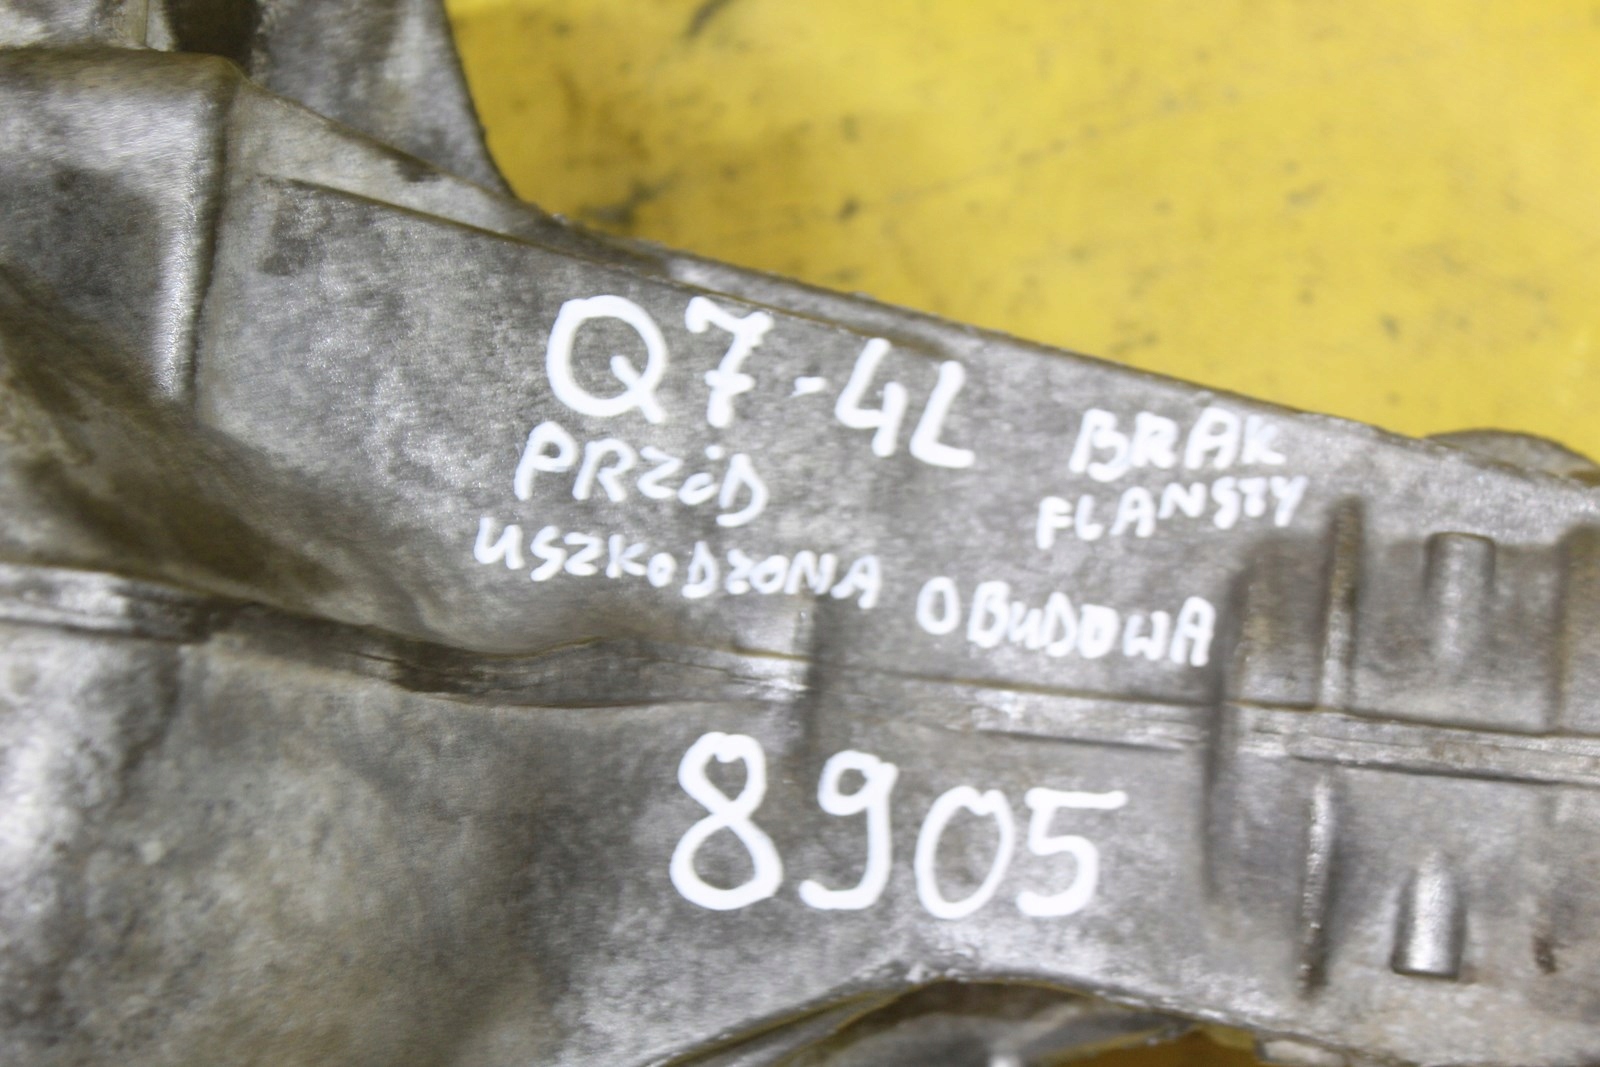 Q7-4L
PRZÓD
BRAK
FLANSZY
USZKODZONA OBUDOWA
8905